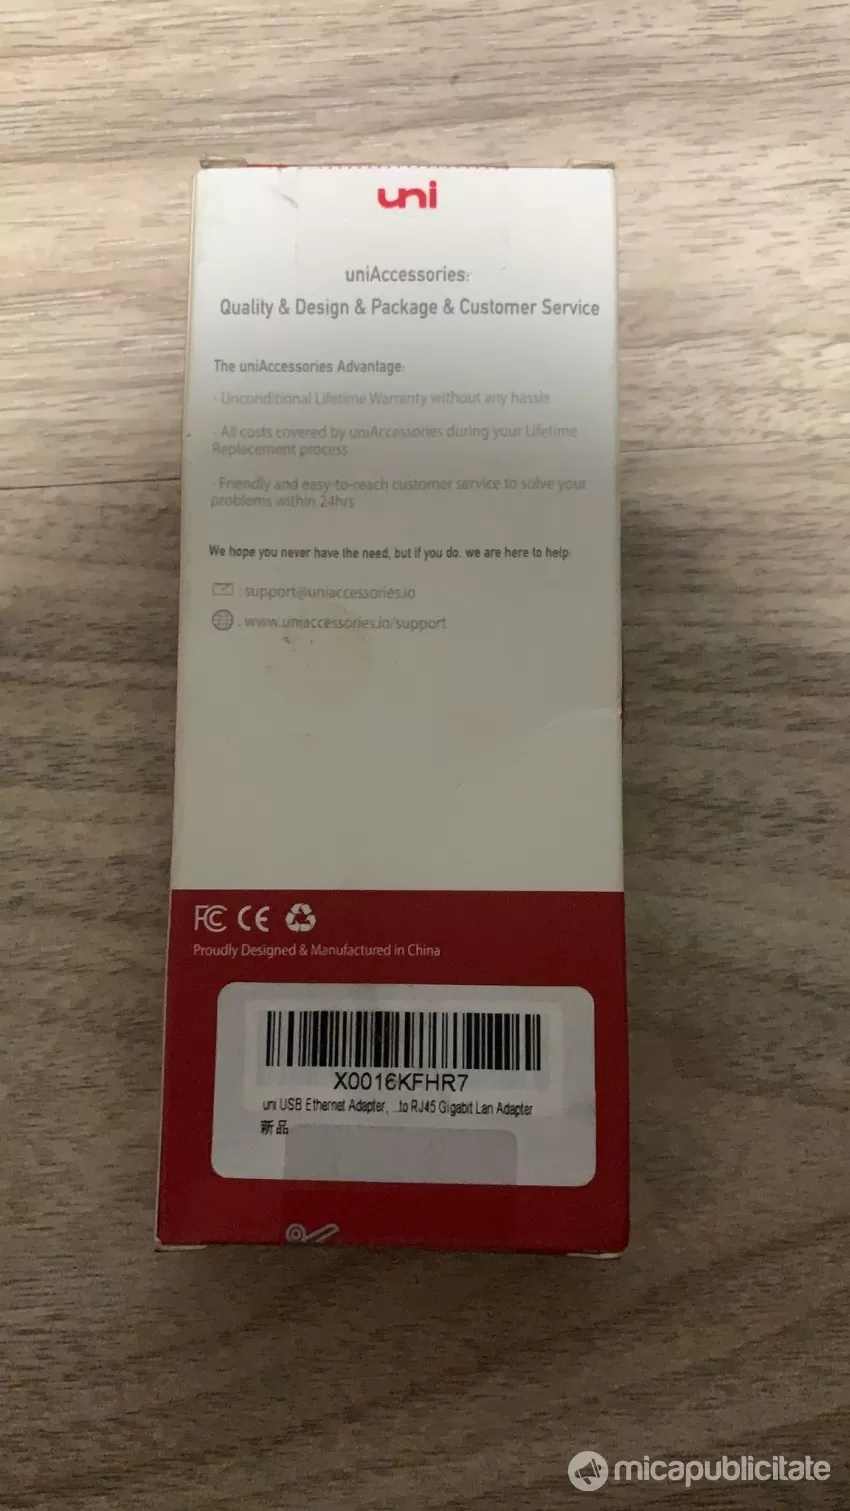 uni
uniAccessories:
Quality & Design & Package & Customer Service
The uniAccessories Advantage:
- Unconditional Lifetime Warranty without any hassle
- All costs covered by uniAccessories during your Lifetime
Replacement process
- Friendly and easy-to-reach customer service to solve your
problems within 24hrs
We hope you never have the need, but if you do. we are here to help:
: support@uniaccessories.io
: www.uniaccessories.io/support
FC CE
Proudly Designed & Manufactured in China
X0016KFHR7
uni USB Ethernet Adapter, ...to RJ45 Gigabit Lan Adapter
新品
micapublicitate